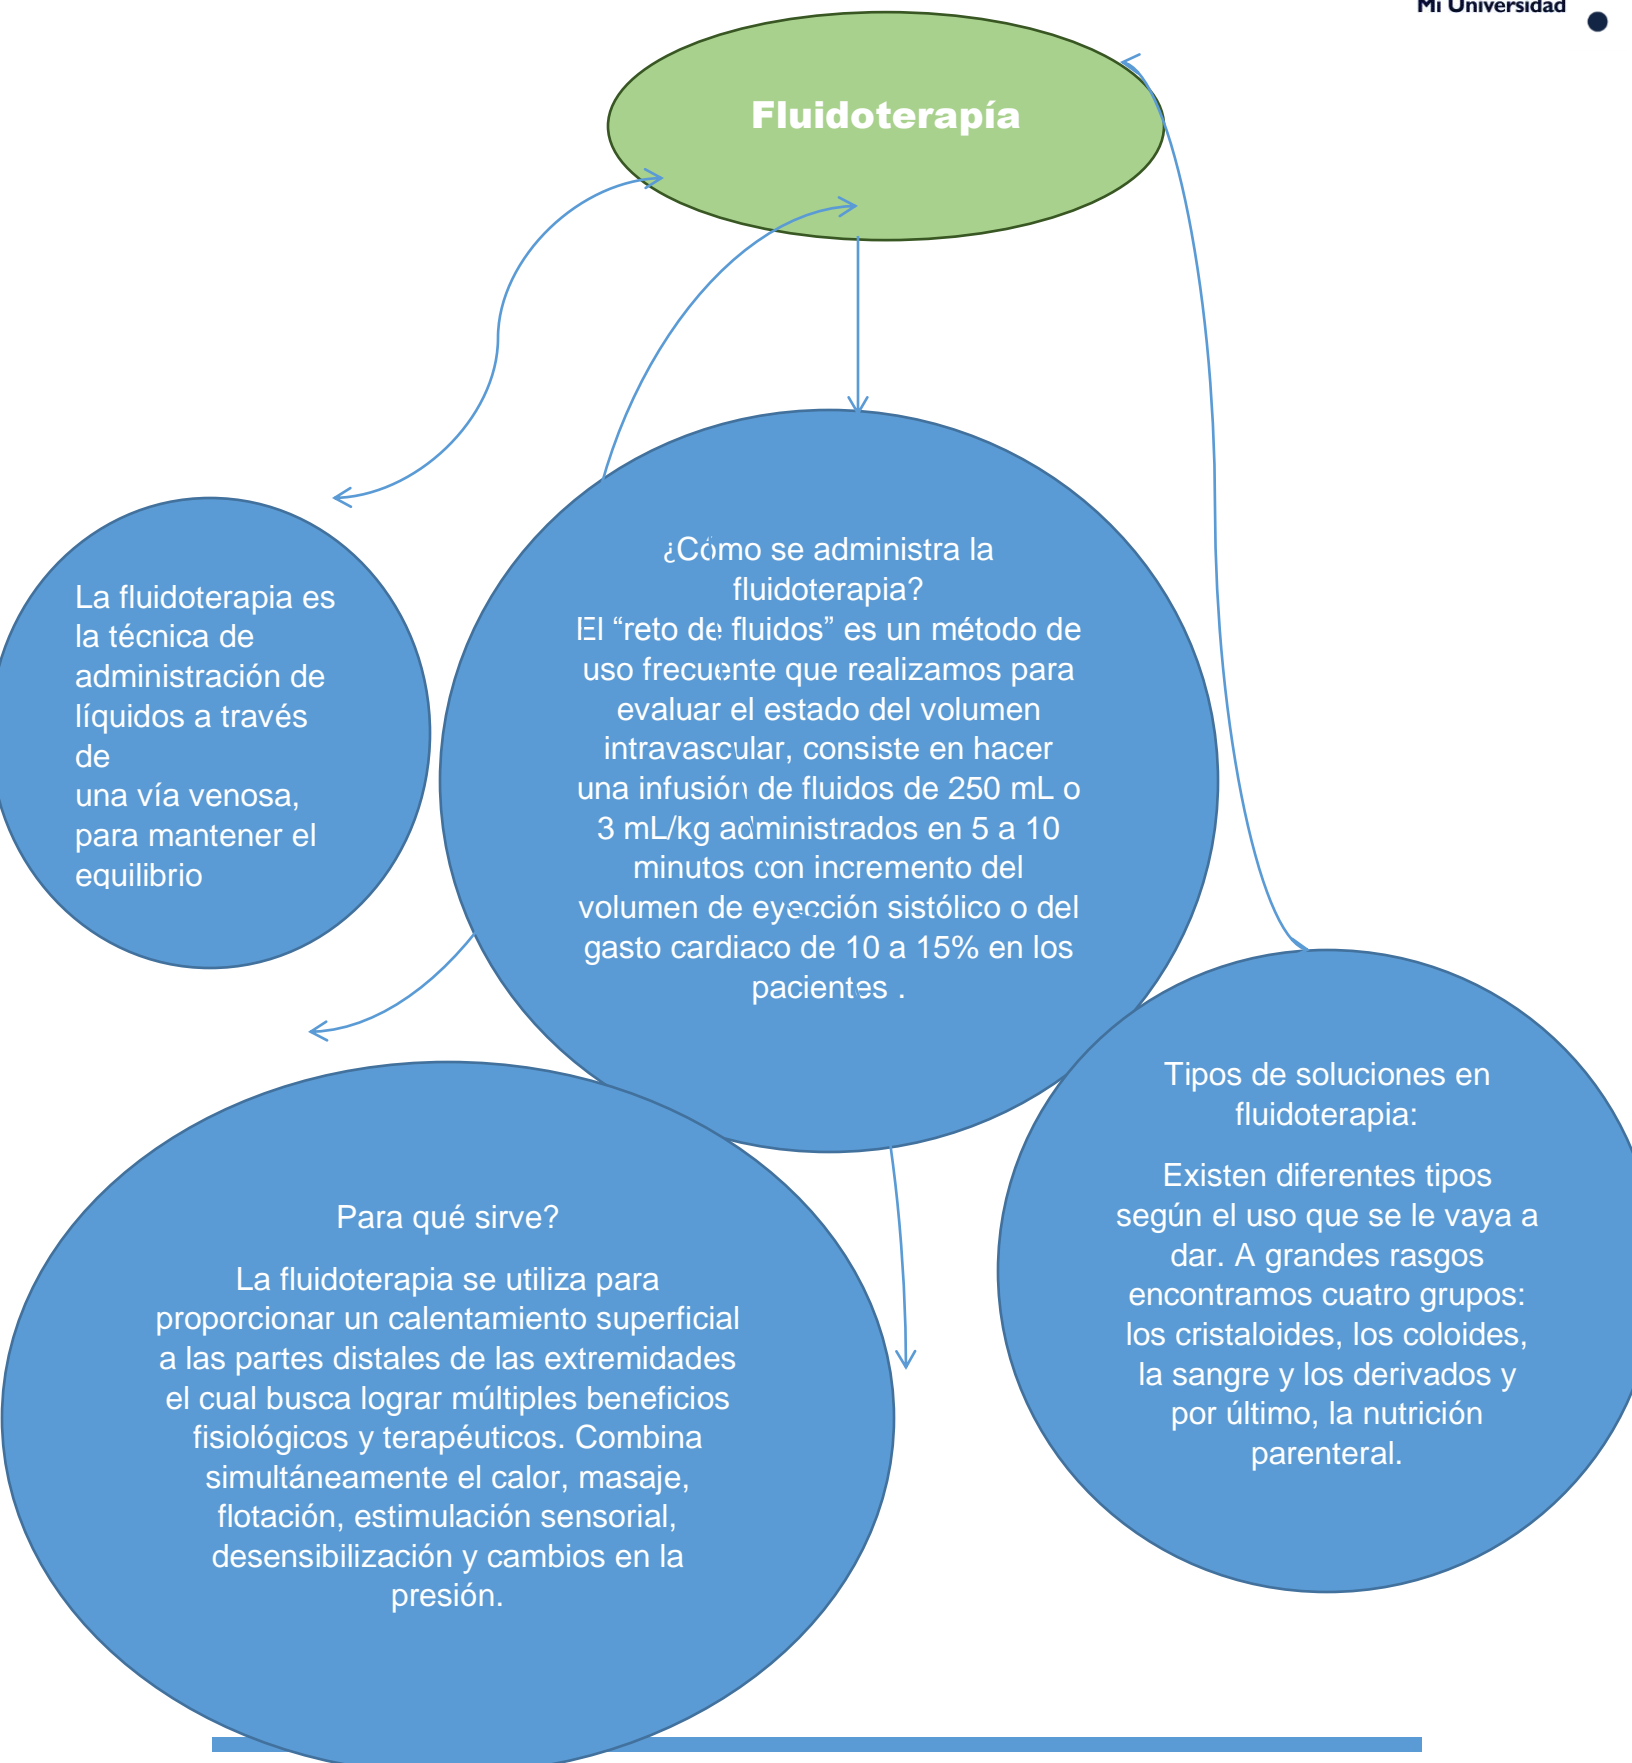 Mi Universidad
Fluidoterapía
La fluidoterapia es
la técnica de
administración de
líquidos a través
de
una vía venosa,
para mantener el
equilibrio
¿Cómo se administra la
fluidoterapia?
El “reto de fluidos” es un método de
uso frecuente que realizamos para
evaluar el estado del volumen
intravascular, consiste en hacer
una infusión de fluidos de 250 mL o
3 mL/kg administrados en 5 a 10
minutos con incremento del
volumen de eyección sistólico o del
gasto cardiaco de 10 a 15% en los
pacientes .
Para qué sirve?
La fluidoterapia se utiliza para
proporcionar un calentamiento superficial
a las partes distales de las extremidades
el cual busca lograr múltiples beneficios
fisiológicos y terapéuticos. Combina
simultáneamente el calor, masaje,
flotación, estimulación sensorial,
desensibilización y cambios en la
presión.
Tipos de soluciones en
fluidoterapia:
Existen diferentes tipos
según el uso que se le vaya a
dar. A grandes rasgos
encontramos cuatro grupos:
los cristaloides, los coloides,
la sangre y los derivados y
por último, la nutrición
parenteral.